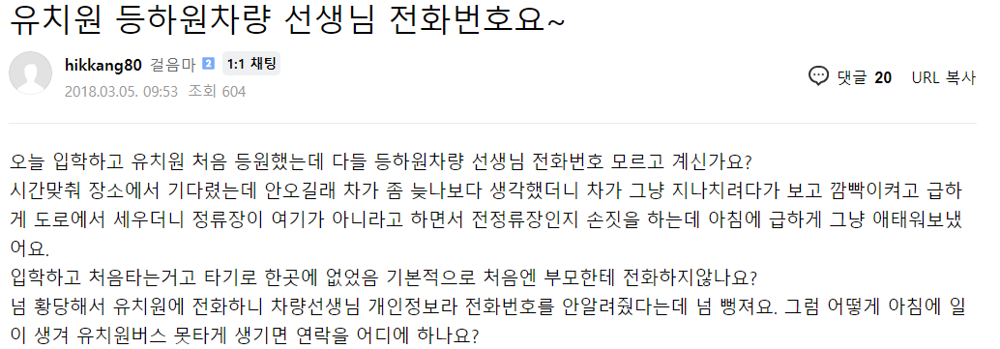 유치원 등하원차량 선생님 전화번호요~
hikkang80 걸음마 2 1:1 채팅
2018.03.05. 09:53 조회 604
댓글 20 URL 복사
오늘 입학하고 유치원 처음 등원했는데 다들 등하원차량 선생님 전화번호 모르고 계신가요?
시간맞춰 장소에서 기다렸는데 안오길래 차가 좀 늦나보다 생각했더니 차가 그냥 지나치려다가 보고 깜빡이켜고 급하
게 도로에서 세우더니 정류장이 여기가 아니라고 하면서 전정류장인지 손짓을 하는데 아침에 급하게 그냥 애태워보냈
어요.
입학하고 처음타는거고 타기로 한곳에 없었음 기본적으로 처음엔 부모한테 전화하지않나요?
넘 황당해서 유치원에 전화하니 차량선생님 개인정보라 전화번호를 안알려줬다는데 넘 뻥져요. 그럼 어떻게 아침에 일
이 생겨 유치원버스 못타게 생기면 연락을 어디에 하나요?